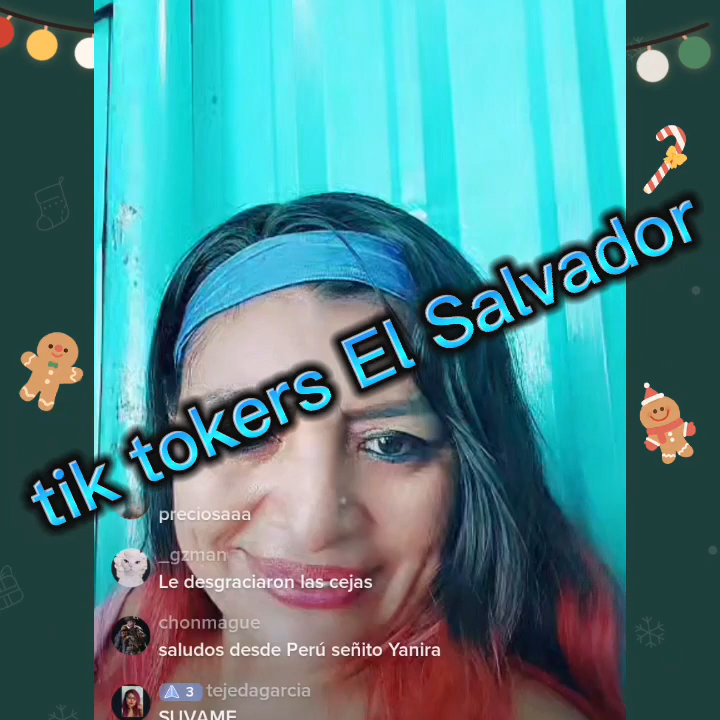 tik tokers El Salvador
preciosaaa
_gzman
Le desgraciaron las cejas
chonmague
saludos desde Perú señito Yanira
3 tejedagarcia
SUVAME